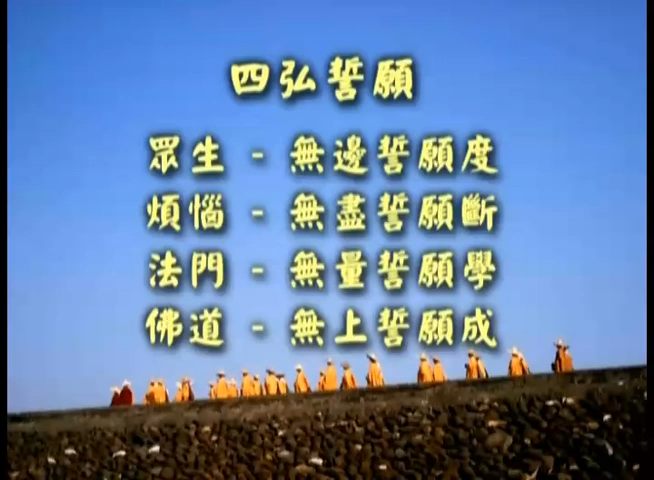 四弘誓願
眾生 - 無邊誓願度
煩惱 - 無盡誓願斷
法門 - 無量誓願學
佛道 - 無上誓願成